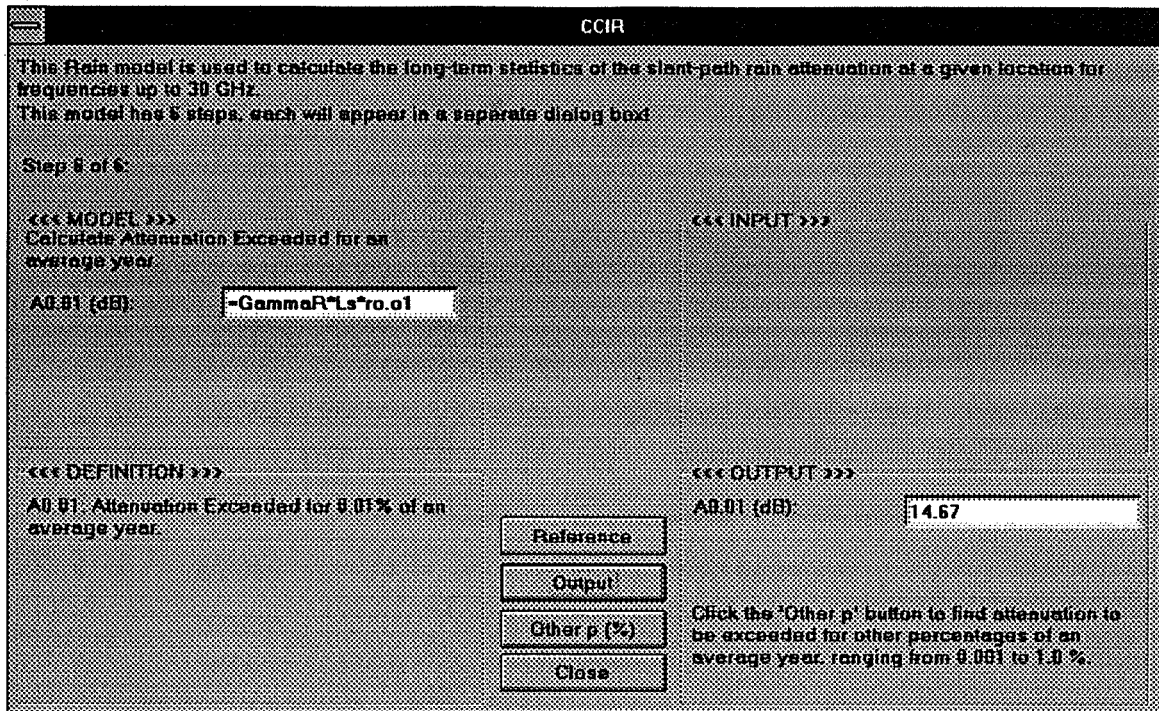 CCIR
This Rain model is used to calculate the long-term statistics of the slant-path rain attenuation at a given location for
frequencies up to 30 GHz.
This model has 6 steps, each will appear in a separate dialog box!
Step 6 of 6:
<<< MODEL >>>
Calculate Attenuation Exceeded for an
average year
A0.01 (dB):
=GammaR*Ls*ro.o1
<<< INPUT >>>
<<< DEFINITION >>>
A0.01: Attenuation Exceeded for 0.01% of an
average year.
Reference
Output
Other p (%)
Close
<<< OUTPUT >>>
A0.01 (dB):
14.67
Click the 'Other p' button to find attenuation to
be exceeded for other percentages of an
average year, ranging from 0.001 to 1.0 %.